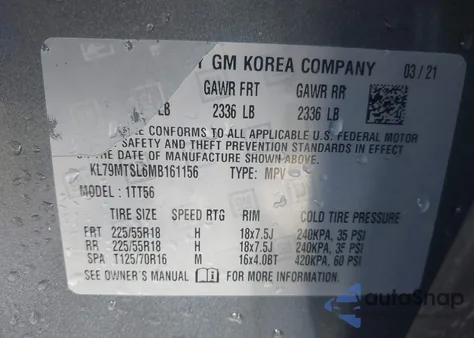 Y GM KOREA COMPANY 03/21
GAWR FRT GAWR RR
LB 2336 LB 2336 LB
CONFORMS TO ALL APPLICABLE U.S. FEDERAL MOTOR
SAFETY AND THEFT PREVENTION STANDARDS IN EFFECT
ON THE DATE OF MANUFACTURE SHOWN ABOVE.
KL79MTSL6MB161156 TYPE: MPV
MODEL: 1TT56
TIRE SIZE SPEED RTG RIM COLD TIRE PRESSURE
FRT 225/55R18 H 18x7.5J 240KPA, 35 PSI
RR 225/55R18 H 18x7.5J 240KPA, 35 PSI
SPA T125/70R16 M 16x4.0BT 420KPA, 60 PSI
SEE OWNER'S MANUAL FOR MORE INFORMATION
AutoSnap